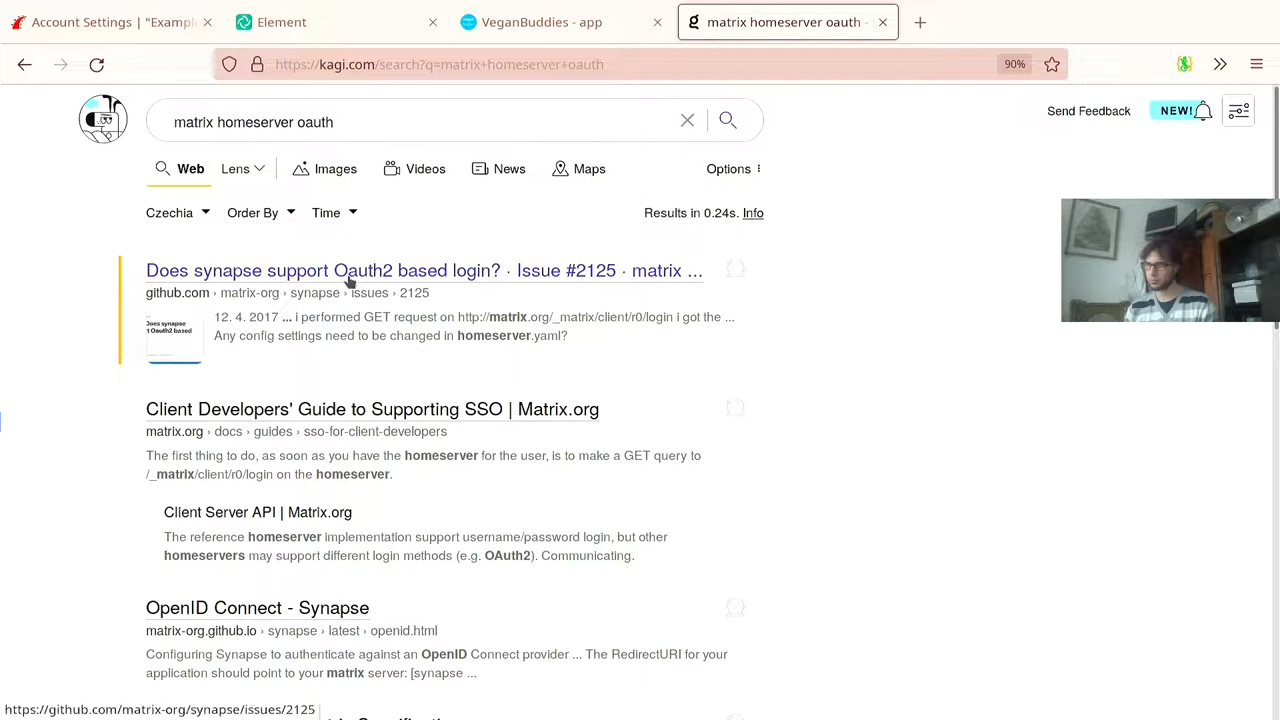 Account Settings | "Exampl
Element
VeganBuddies - app
matrix homeserver oauth -
https://kagi.com/search?q=matrix+homeserver+oauth
90%
matrix homeserver oauth
Send Feedback
NEW!
Web
Lens
Images
Videos
News
Maps
Options
Czechia
Order By
Time
Results in 0.24s. Info
Does synapse support Oauth2 based login? · Issue #2125 · matrix ...
github.com › matrix-org › synapse › issues › 2125
12. 4. 2017 ... i performed GET request on http://matrix.org/_matrix/client/r0/login i got the ...
Any config settings need to be changed in homeserver.yaml?
Does synapse
t Oauth2 based
Client Developers' Guide to Supporting SSO | Matrix.org
matrix.org › docs › guides › sso-for-client-developers
The first thing to do, as soon as you have the homeserver for the user, is to make a GET query to
/_matrix/client/r0/login on the homeserver.
Client Server API | Matrix.org
The reference homeserver implementation support username/password login, but other
homeservers may support different login methods (e.g. OAuth2). Communicating.
OpenID Connect - Synapse
matrix-org.github.io › synapse › latest › openid.html
Configuring Synapse to authenticate against an OpenID Connect provider ... The RedirectURI for your
application should point to your matrix server: [synapse ...
https://github.com/matrix-org/synapse/issues/2125